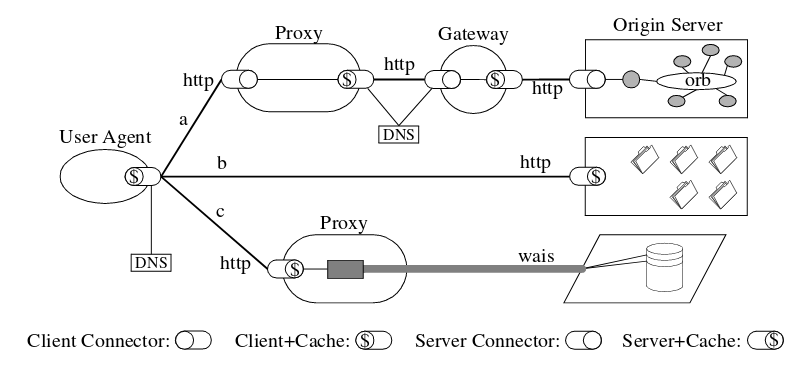 Origin Server
Proxy
Gateway
http
http
$
$
http
orb
a
DNS
User Agent
$
b
http
$
c
Proxy
DNS
http
$
wais
Client Connector:
Client+Cache: $
Server Connector:
Server+Cache: $